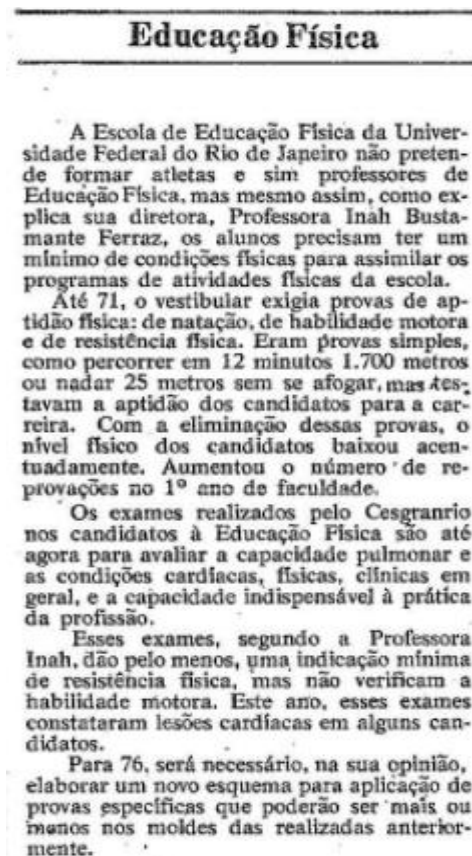 Educação Física
A Escola de Educação Física da Univer-
sidade Federal do Rio de Janeiro não preten-
de formar atletas e sim professores de
Educação Física, mas mesmo assim, como ex-
plica sua diretora, Professora Inah Busta-
mante Ferraz, os alunos precisam ter um
mínimo de condições físicas para assimilar os
programas de atividades físicas da escola.
Até 71, o vestibular exigia provas de ap-
tidão física: de natação, de habilidade motora
e de resistência física. Eram provas simples,
como percorrer em 12 minutos 1.700 metros
ou nadar 25 metros sem se afogar, mas tes-
tavam a aptidão dos candidatos para a car-
reira. Com a eliminação dessas provas, o
nível físico dos candidatos baixou acen-
tuadamente. Aumentou o número de re-
provações no 1º ano de faculdade.
Os exames realizados pelo Cesgranrio
nos candidatos à Educação Física são até
agora para avaliar a capacidade pulmonar e
as condições cardíacas, físicas, clínicas em
geral, e a capacidade indispensável à prática
da profissão.
Esses exames, segundo a Professora
Inah, dão pelo menos, uma indicação mínima
de resistência física, mas não verificam a
habilidade motora. Este ano, esses exames
constataram lesões cardíacas em alguns can-
didatos.
Para 76, será necessário, na sua opinião,
elaborar um novo esquema para aplicação de
provas específicas que poderão ser mais ou
menos nos moldes das realizadas anterior-
mente.